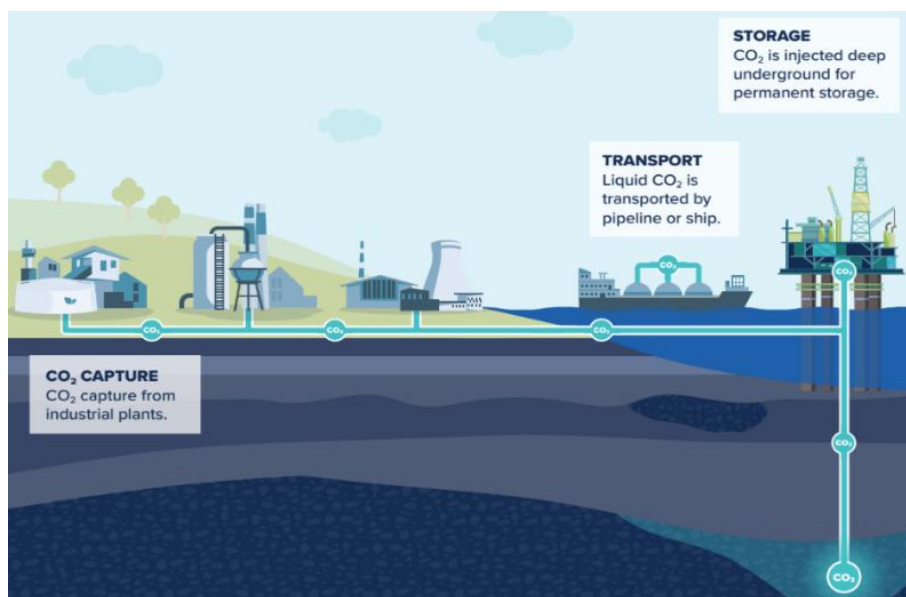 STORAGE
CO₂ is injected deep
underground for
permanent storage.
TRANSPORT
Liquid CO₂ is
transported by
pipeline or ship.
CO₂
CO₂
CO₂
CO₂
CO₂
CO₂ CAPTURE
CO₂ capture from
industrial plants.
CO₂
CO₂